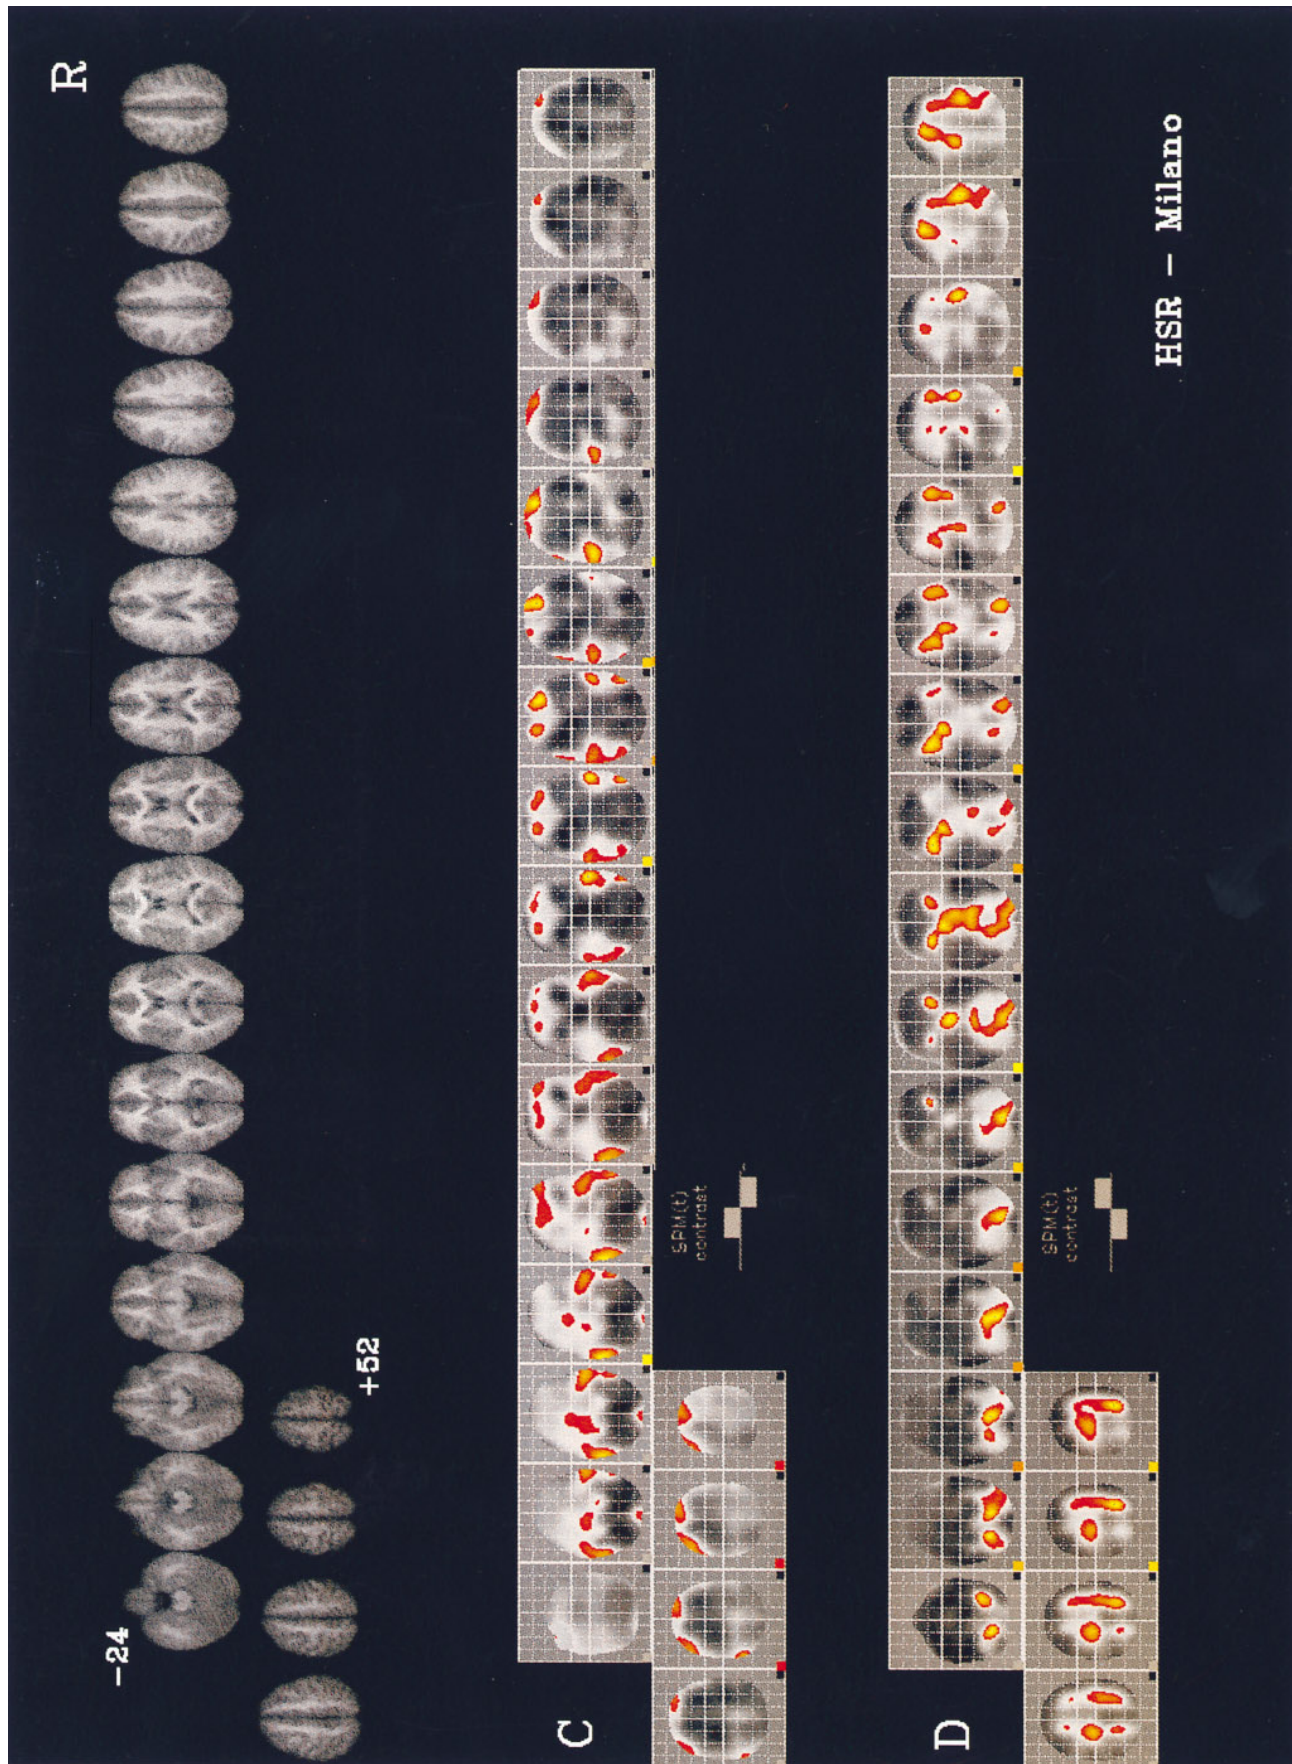 R
-24
+52
C
SPM(t)
contrast
D
SPM(t)
contrast
HSR - Milano